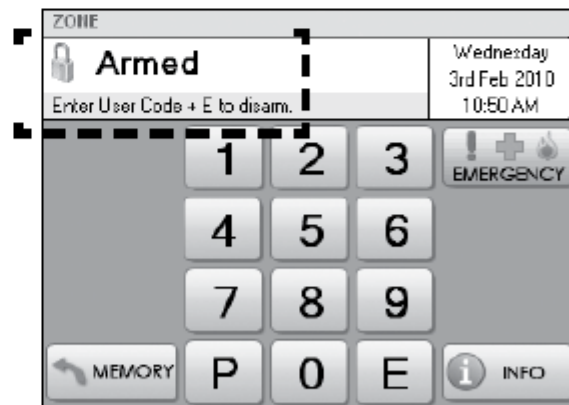 ZONE
Armed
Enter User Code + E to disarm.
Wednesday
3rd Feb 2010
10:50 AM
1 2 3
EMERGENCY
4 5 6
7 8 9
MEMORY P 0 E INFO